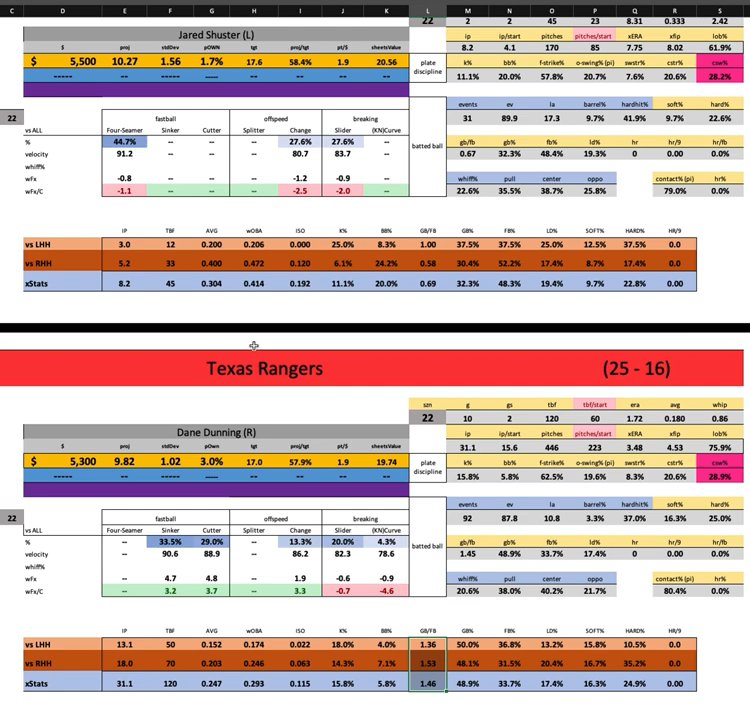 C D E F G H I J K L M N O P Q R S
22 2 2 45 23 8.31 0.333 2.42
Jared Shuster (L) ip ip/start pitches pitches/start xERA xfip lob%
8.2 4.1 170 85 7.75 8.02 61.9%
$ proj stdDev pOWN tgt proj/tgt pt/$ sheetsValue k% bb% f-strike% o-swing% (pi) swstr% cstr% csw%
$ 5,500 10.27 1.56 1.7% 17.6 58.4% 1.9 20.56 plate discipline 11.1% 20.0% 57.8% 20.7% 7.6% 20.6% 28.2%
----- -- ----- ---- -- -- -- --
events ev la barrel% hardhit% soft% hard%
22 fastball offspeed breaking 31 89.9 17.3 9.7% 41.9% 9.7% 22.6%
vs ALL Four-Seamer Sinker Cutter Splitter Change Slider (KN)Curve
% 44.7% -- -- -- 27.6% 27.6% -- batted ball gb/fb gb% fb% ld% hr hr/9 hr/fb
velocity 91.2 -- -- -- 80.7 83.7 -- 0.67 32.3% 48.4% 19.3% 0 0.00 0.0%
whiff%
wFx -0.8 -- -- -- -1.2 -0.9 -- whiff% pull center oppo contact% (pi) hr%
wFx/C -1.1 -- -- -- -2.5 -2.0 -- 22.6% 35.5% 38.7% 25.8% 79.0% 0.0%
IP TBF AVG wOBA ISO K% BB% GB/FB GB% FB% LD% SOFT% HARD% HR/9
vs LHH 3.0 12 0.200 0.206 0.000 25.0% 8.3% 1.00 37.5% 37.5% 25.0% 12.5% 37.5% 0.0
vs RHH 5.2 33 0.400 0.472 0.120 6.1% 24.2% 0.58 30.4% 52.2% 17.4% 8.7% 17.4% 0.0
xStats 8.2 45 0.304 0.414 0.192 11.1% 20.0% 0.69 32.3% 48.3% 19.4% 9.7% 22.8% 0.00
Texas Rangers (25 - 16)
szn g gs tbf tbf/start era avg whip
22 10 2 120 60 1.72 0.180 0.86
Dane Dunning (R) ip ip/start pitches pitches/start xERA xfip lob%
31.1 15.6 446 223 3.48 4.53 75.9%
$ proj stdDev pOwn tgt proj/tgt pt/$ sheetsValue k% bb% f-strike% o-swing% (pi) swstr% cstr% csw%
$ 5,300 9.82 1.02 3.0% 17.0 57.9% 1.9 19.74 plate discipline 15.8% 5.8% 62.5% 19.6% 8.3% 20.6% 28.9%
----- -- ----- ---- -- -- -- --
events ev la barrel% hardhit% soft% hard%
22 fastball offspeed breaking 92 87.8 10.8 3.3% 37.0% 16.3% 25.0%
vs ALL Four-Seamer Sinker Cutter Splitter Change Slider (KN)Curve
% -- 33.5% 29.0% -- 13.3% 20.0% 4.3% batted ball gb/fb gb% fb% ld% hr hr/9 hr/fb
velocity -- 90.6 88.9 -- 86.2 82.3 78.6 1.45 48.9% 33.7% 17.4% 0 0.00 0.0%
whiff%
wFx -- 4.7 4.8 -- 1.9 -0.6 -0.9 whiff% pull center oppo contact% (pi) hr%
wFx/C -- 3.2 3.7 -- 3.3 -0.7 -4.6 20.6% 38.0% 40.2% 21.7% 80.4% 0.0%
IP TBF AVG wOBA ISO K% BB% GB/FB GB% FB% LD% SOFT% HARD% HR/9
vs LHH 13.1 50 0.152 0.174 0.022 18.0% 4.0% 1.36 50.0% 36.8% 13.2% 15.8% 10.5% 0.0
vs RHH 18.0 70 0.203 0.246 0.063 14.3% 7.1% 1.53 48.1% 31.5% 20.4% 16.7% 35.2% 0.0
xStats 31.1 120 0.247 0.293 0.115 15.8% 5.8% 1.46 48.9% 33.7% 17.4% 16.3% 24.9% 0.00